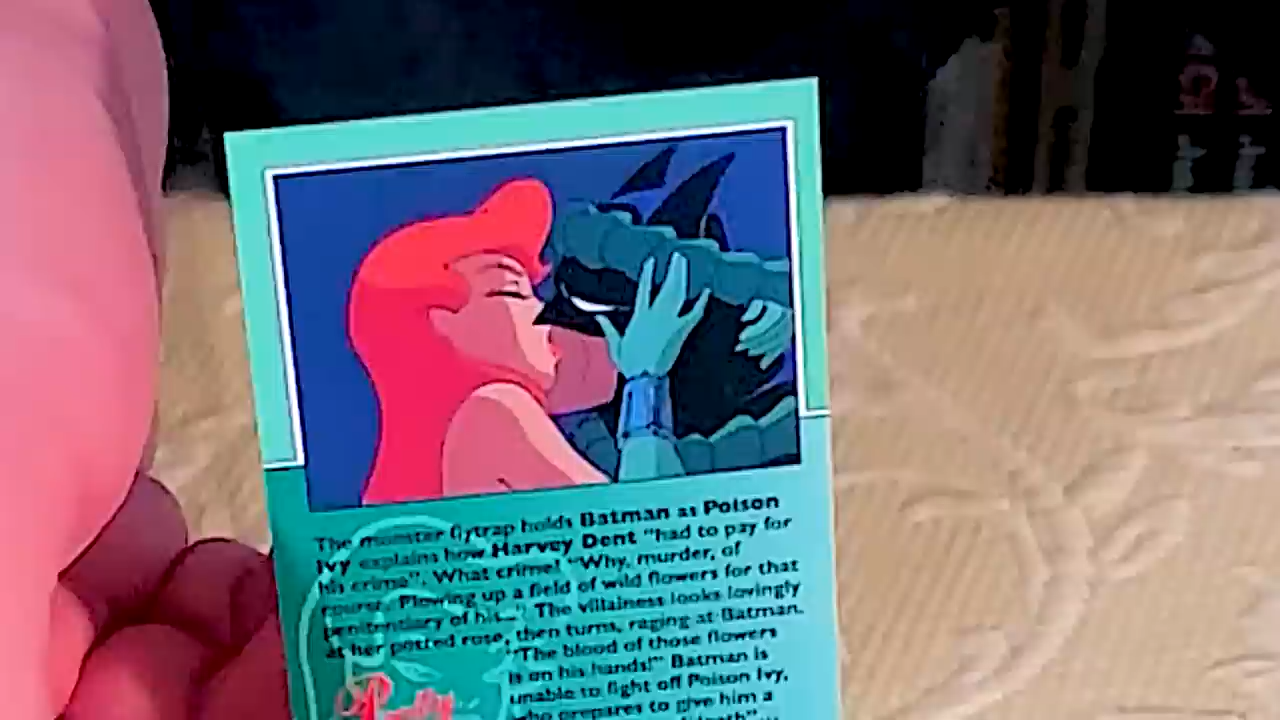 The monster flytrap holds Batman as Poison
Ivy explains how Harvey Dent "had to pay for
his crime". What crime? "Why, murder, of
course. Plowing up a field of wild flowers for that
penitentiary of his..." The villainess looks lovingly
at her potted rose, then turns, raging at Batman.
"The blood of those flowers
is on his hands!" Batman is
unable to fight off Poison Ivy,
who prepares to give him a
death"...
Pretty